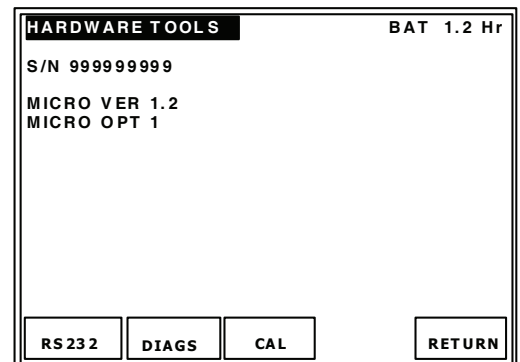 HARDWARE TOOLS BAT 1.2 Hr
S/N 999999999
MICRO VER 1.2
MICRO OPT 1
RS232 DIAGS CAL RETURN